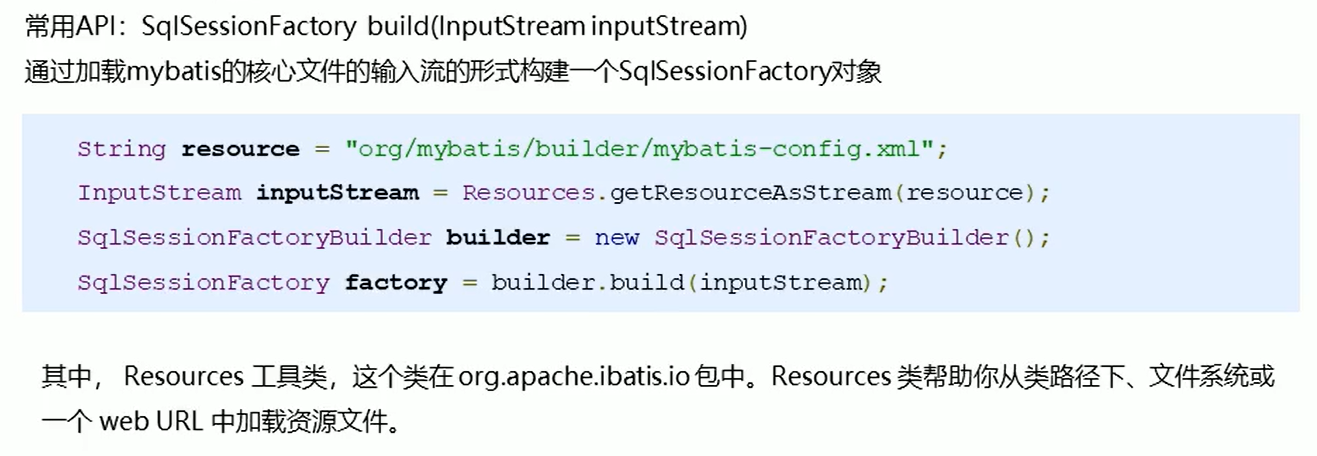 常用API：SqlSessionFactory build(InputStream inputStream)
通过加载mybatis的核心文件的输入流的形式构建一个SqlSessionFactory对象
String resource = "org/mybatis/builder/mybatis-config.xml";
InputStream inputStream = Resources.getResourceAsStream(resource);
SqlSessionFactoryBuilder builder = new SqlSessionFactoryBuilder();
SqlSessionFactory factory = builder.build(inputStream);
其中， Resources 工具类，这个类在 org.apache.ibatis.io 包中。Resources 类帮助你从类路径下、文件系统或
一个 web URL 中加载资源文件。